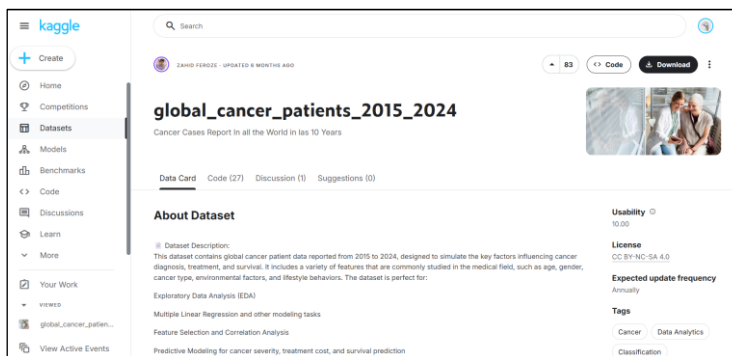 kaggle
Search
Create
ZAHID FEROZE · UPDATED 6 MONTHS AGO
83
<> Code
Download
Home
Competitions
Datasets
Models
Benchmarks
Code
Discussions
Learn
More
Your Work
VIEWED
global_cancer_patien...
View Active Events
global_cancer_patients_2015_2024
Cancer Cases Report In all the World in las 10 Years
Data Card Code (27) Discussion (1) Suggestions (0)
About Dataset
Dataset Description:
This dataset contains global cancer patient data reported from 2015 to 2024, designed to simulate the key factors influencing cancer
diagnosis, treatment, and survival. It includes a variety of features that are commonly studied in the medical field, such as age, gender,
cancer type, environmental factors, and lifestyle behaviors. The dataset is perfect for:
Exploratory Data Analysis (EDA)
Multiple Linear Regression and other modeling tasks
Feature Selection and Correlation Analysis
Predictive Modeling for cancer severity, treatment cost, and survival prediction
Usability
10.00
License
CC BY-NC-SA 4.0
Expected update frequency
Annually
Tags
Cancer Data Analytics
Classification